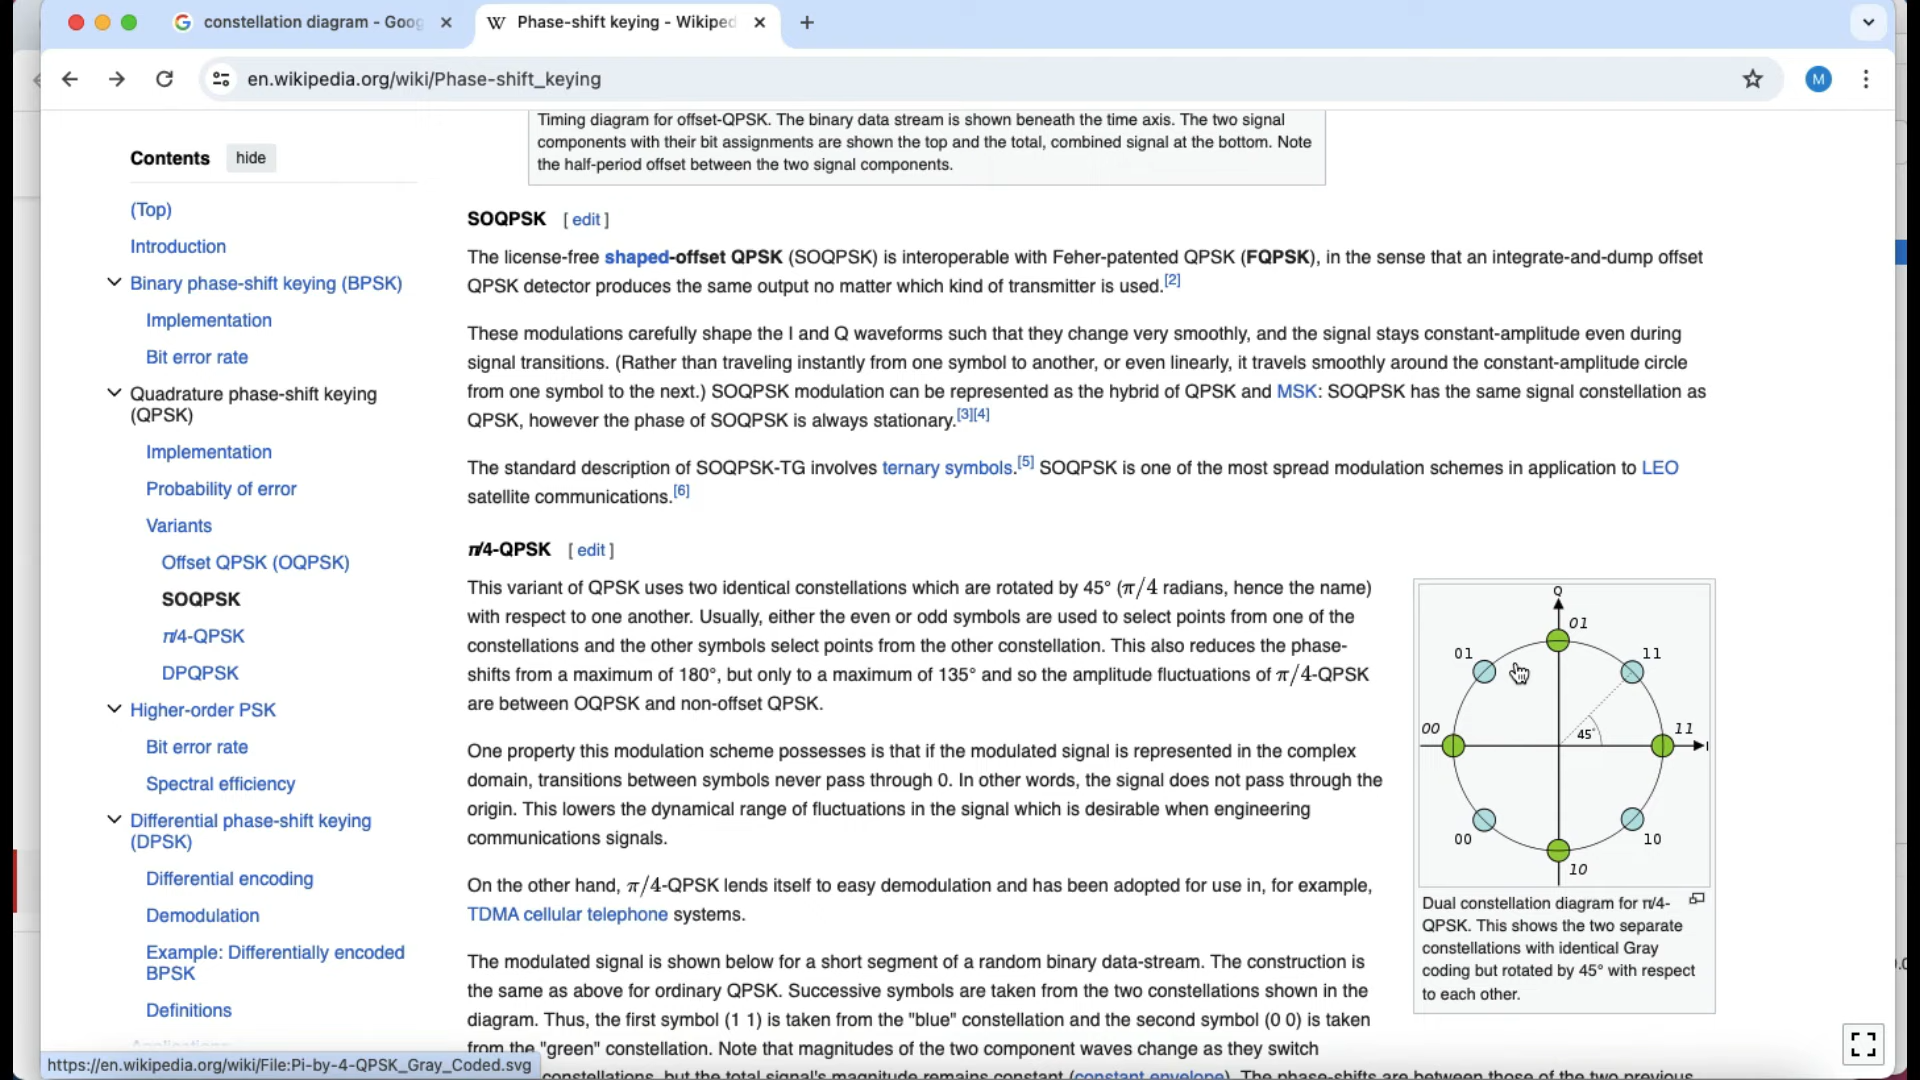 constellation diagram - Goog
Phase-shift keying - Wikiped
en.wikipedia.org/wiki/Phase-shift_keying
M
Timing diagram for offset-QPSK. The binary data stream is shown beneath the time axis. The two signal
components with their bit assignments are shown the top and the total, combined signal at the bottom. Note
the half-period offset between the two signal components.
Contents hide
(Top)
Introduction
Binary phase-shift keying (BPSK)
Implementation
Bit error rate
Quadrature phase-shift keying
(QPSK)
Implementation
Probability of error
Variants
Offset QPSK (OQPSK)
SOQPSK
π/4-QPSK
DPQPSK
Higher-order PSK
Bit error rate
Spectral efficiency
Differential phase-shift keying
(DPSK)
Differential encoding
Demodulation
Example: Differentially encoded
BPSK
Definitions
Applications
SOQPSK [ edit ]
The license-free shaped-offset QPSK (SOQPSK) is interoperable with Feher-patented QPSK (FQPSK), in the sense that an integrate-and-dump offset
QPSK detector produces the same output no matter which kind of transmitter is used.[2]
These modulations carefully shape the I and Q waveforms such that they change very smoothly, and the signal stays constant-amplitude even during
signal transitions. (Rather than traveling instantly from one symbol to another, or even linearly, it travels smoothly around the constant-amplitude circle
from one symbol to the next.) SOQPSK modulation can be represented as the hybrid of QPSK and MSK: SOQPSK has the same signal constellation as
QPSK, however the phase of SOQPSK is always stationary.[3][4]
The standard description of SOQPSK-TG involves ternary symbols.[5] SOQPSK is one of the most spread modulation schemes in application to LEO
satellite communications.[6]
π/4-QPSK [ edit ]
This variant of QPSK uses two identical constellations which are rotated by 45° (π/4 radians, hence the name)
with respect to one another. Usually, either the even or odd symbols are used to select points from one of the
constellations and the other symbols select points from the other constellation. This also reduces the phase-
shifts from a maximum of 180°, but only to a maximum of 135° and so the amplitude fluctuations of π/4-QPSK
are between OQPSK and non-offset QPSK.
One property this modulation scheme possesses is that if the modulated signal is represented in the complex
domain, transitions between symbols never pass through 0. In other words, the signal does not pass through the
origin. This lowers the dynamical range of fluctuations in the signal which is desirable when engineering
communications signals.
On the other hand, π/4-QPSK lends itself to easy demodulation and has been adopted for use in, for example,
TDMA cellular telephone systems.
The modulated signal is shown below for a short segment of a random binary data-stream. The construction is
the same as above for ordinary QPSK. Successive symbols are taken from the two constellations shown in the
diagram. Thus, the first symbol (1 1) is taken from the "blue" constellation and the second symbol (0 0) is taken
from the "green" constellation. Note that magnitudes of the two component waves change as they switch
constellations, but the total signal's magnitude remains constant (constant envelope). The phase-shifts are between those of the two previous
Q
01
01 11
00 11
45°
I
00 10
10
Dual constellation diagram for π/4-
QPSK. This shows the two separate
constellations with identical Gray
coding but rotated by 45° with respect
to each other.
https://en.wikipedia.org/wiki/File:Pi-by-4-QPSK_Gray_Coded.svg